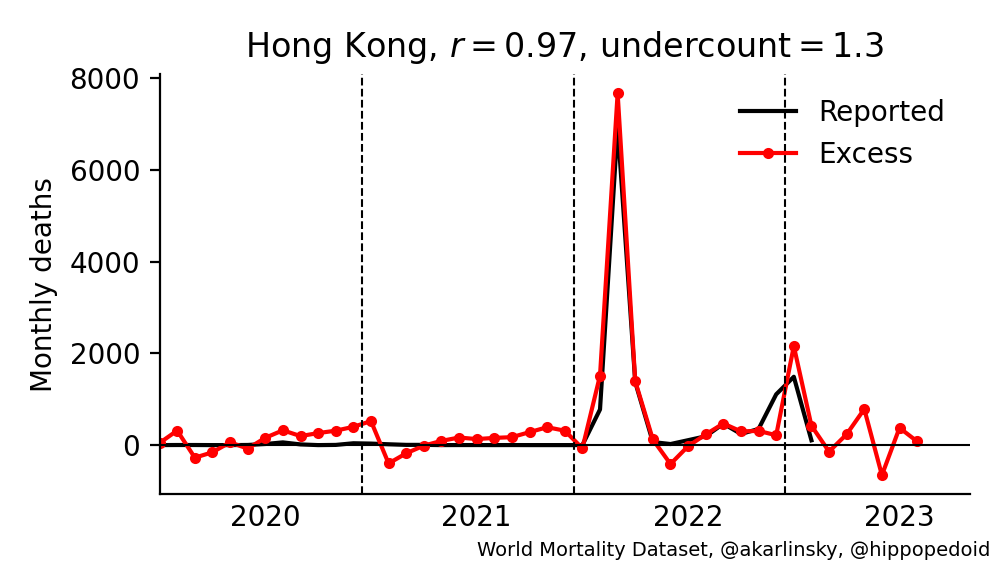 Hong Kong, r = 0.97, undercount = 1.3
8000
6000
4000
2000
0
Monthly deaths
Reported
Excess
2020 2021 2022 2023
World Mortality Dataset, @akarlinsky, @hippopedoid